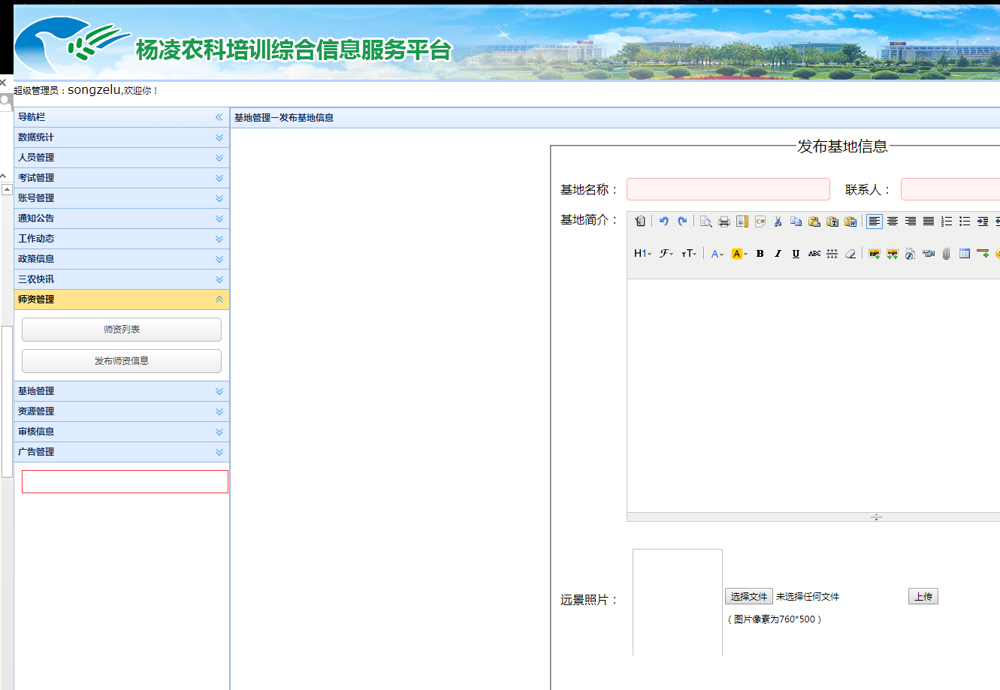 杨凌农科培训综合信息服务平台
超级管理员：songzelu,欢迎你！
导航栏
数据统计
人员管理
考试管理
账号管理
通知公告
工作动态
政策信息
三农快讯
师资管理
师资列表
发布师资信息
基地管理
资源管理
审核信息
广告管理
基地管理—发布基地信息
发布基地信息
基地名称：
联系人：
基地简介：
H1 F TT A A B I U ABC
远景照片：
选择文件 未选择任何文件 上传
（图片像素为760*500）